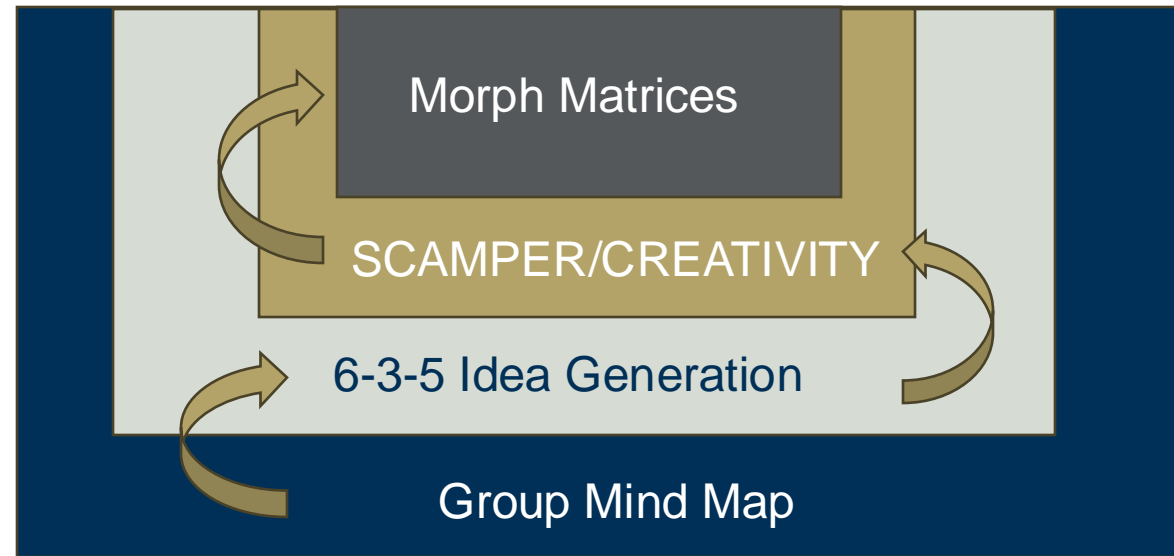 Morph Matrices
SCAMPER/CREATIVITY
6-3-5 Idea Generation
Group Mind Map